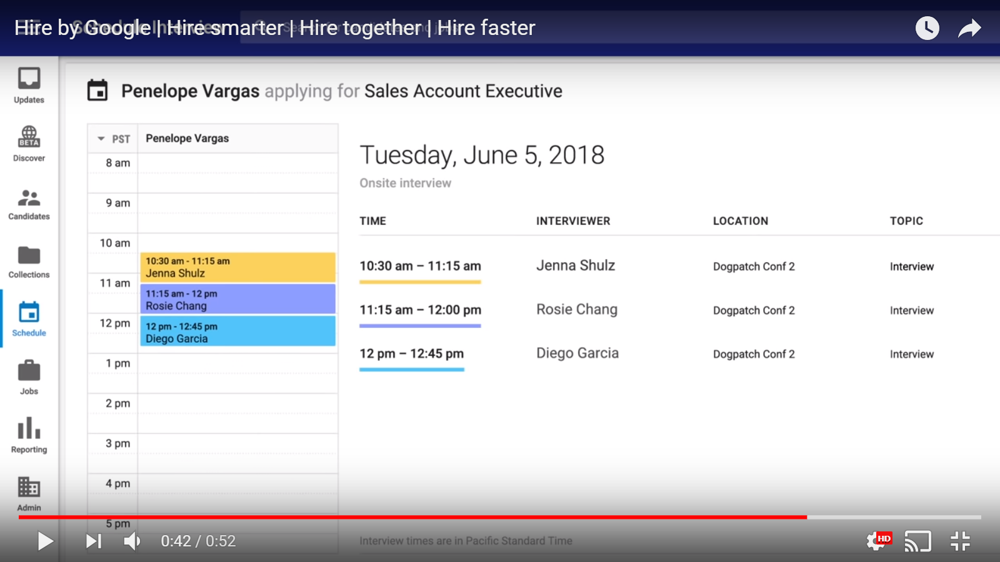 Hire by Google | Hire smarter | Hire together | Hire faster
Schedule Interview
Updates
BETA
Discover
Candidates
Collections
Schedule
Jobs
Reporting
Admin
Penelope Vargas applying for Sales Account Executive
PST Penelope Vargas
8 am
9 am
10 am
10:30 am - 11:15 am
Jenna Shulz
11 am
11:15 am - 12 pm
Rosie Chang
12 pm
12 pm - 12:45 pm
Diego Garcia
1 pm
2 pm
3 pm
4 pm
5 pm
Tuesday, June 5, 2018
Onsite interview
TIME INTERVIEWER LOCATION TOPIC
10:30 am – 11:15 am Jenna Shulz Dogpatch Conf 2 Interview
11:15 am – 12:00 pm Rosie Chang Dogpatch Conf 2 Interview
12 pm – 12:45 pm Diego Garcia Dogpatch Conf 2 Interview
Interview times are in Pacific Standard Time
0:42 / 0:52
HD